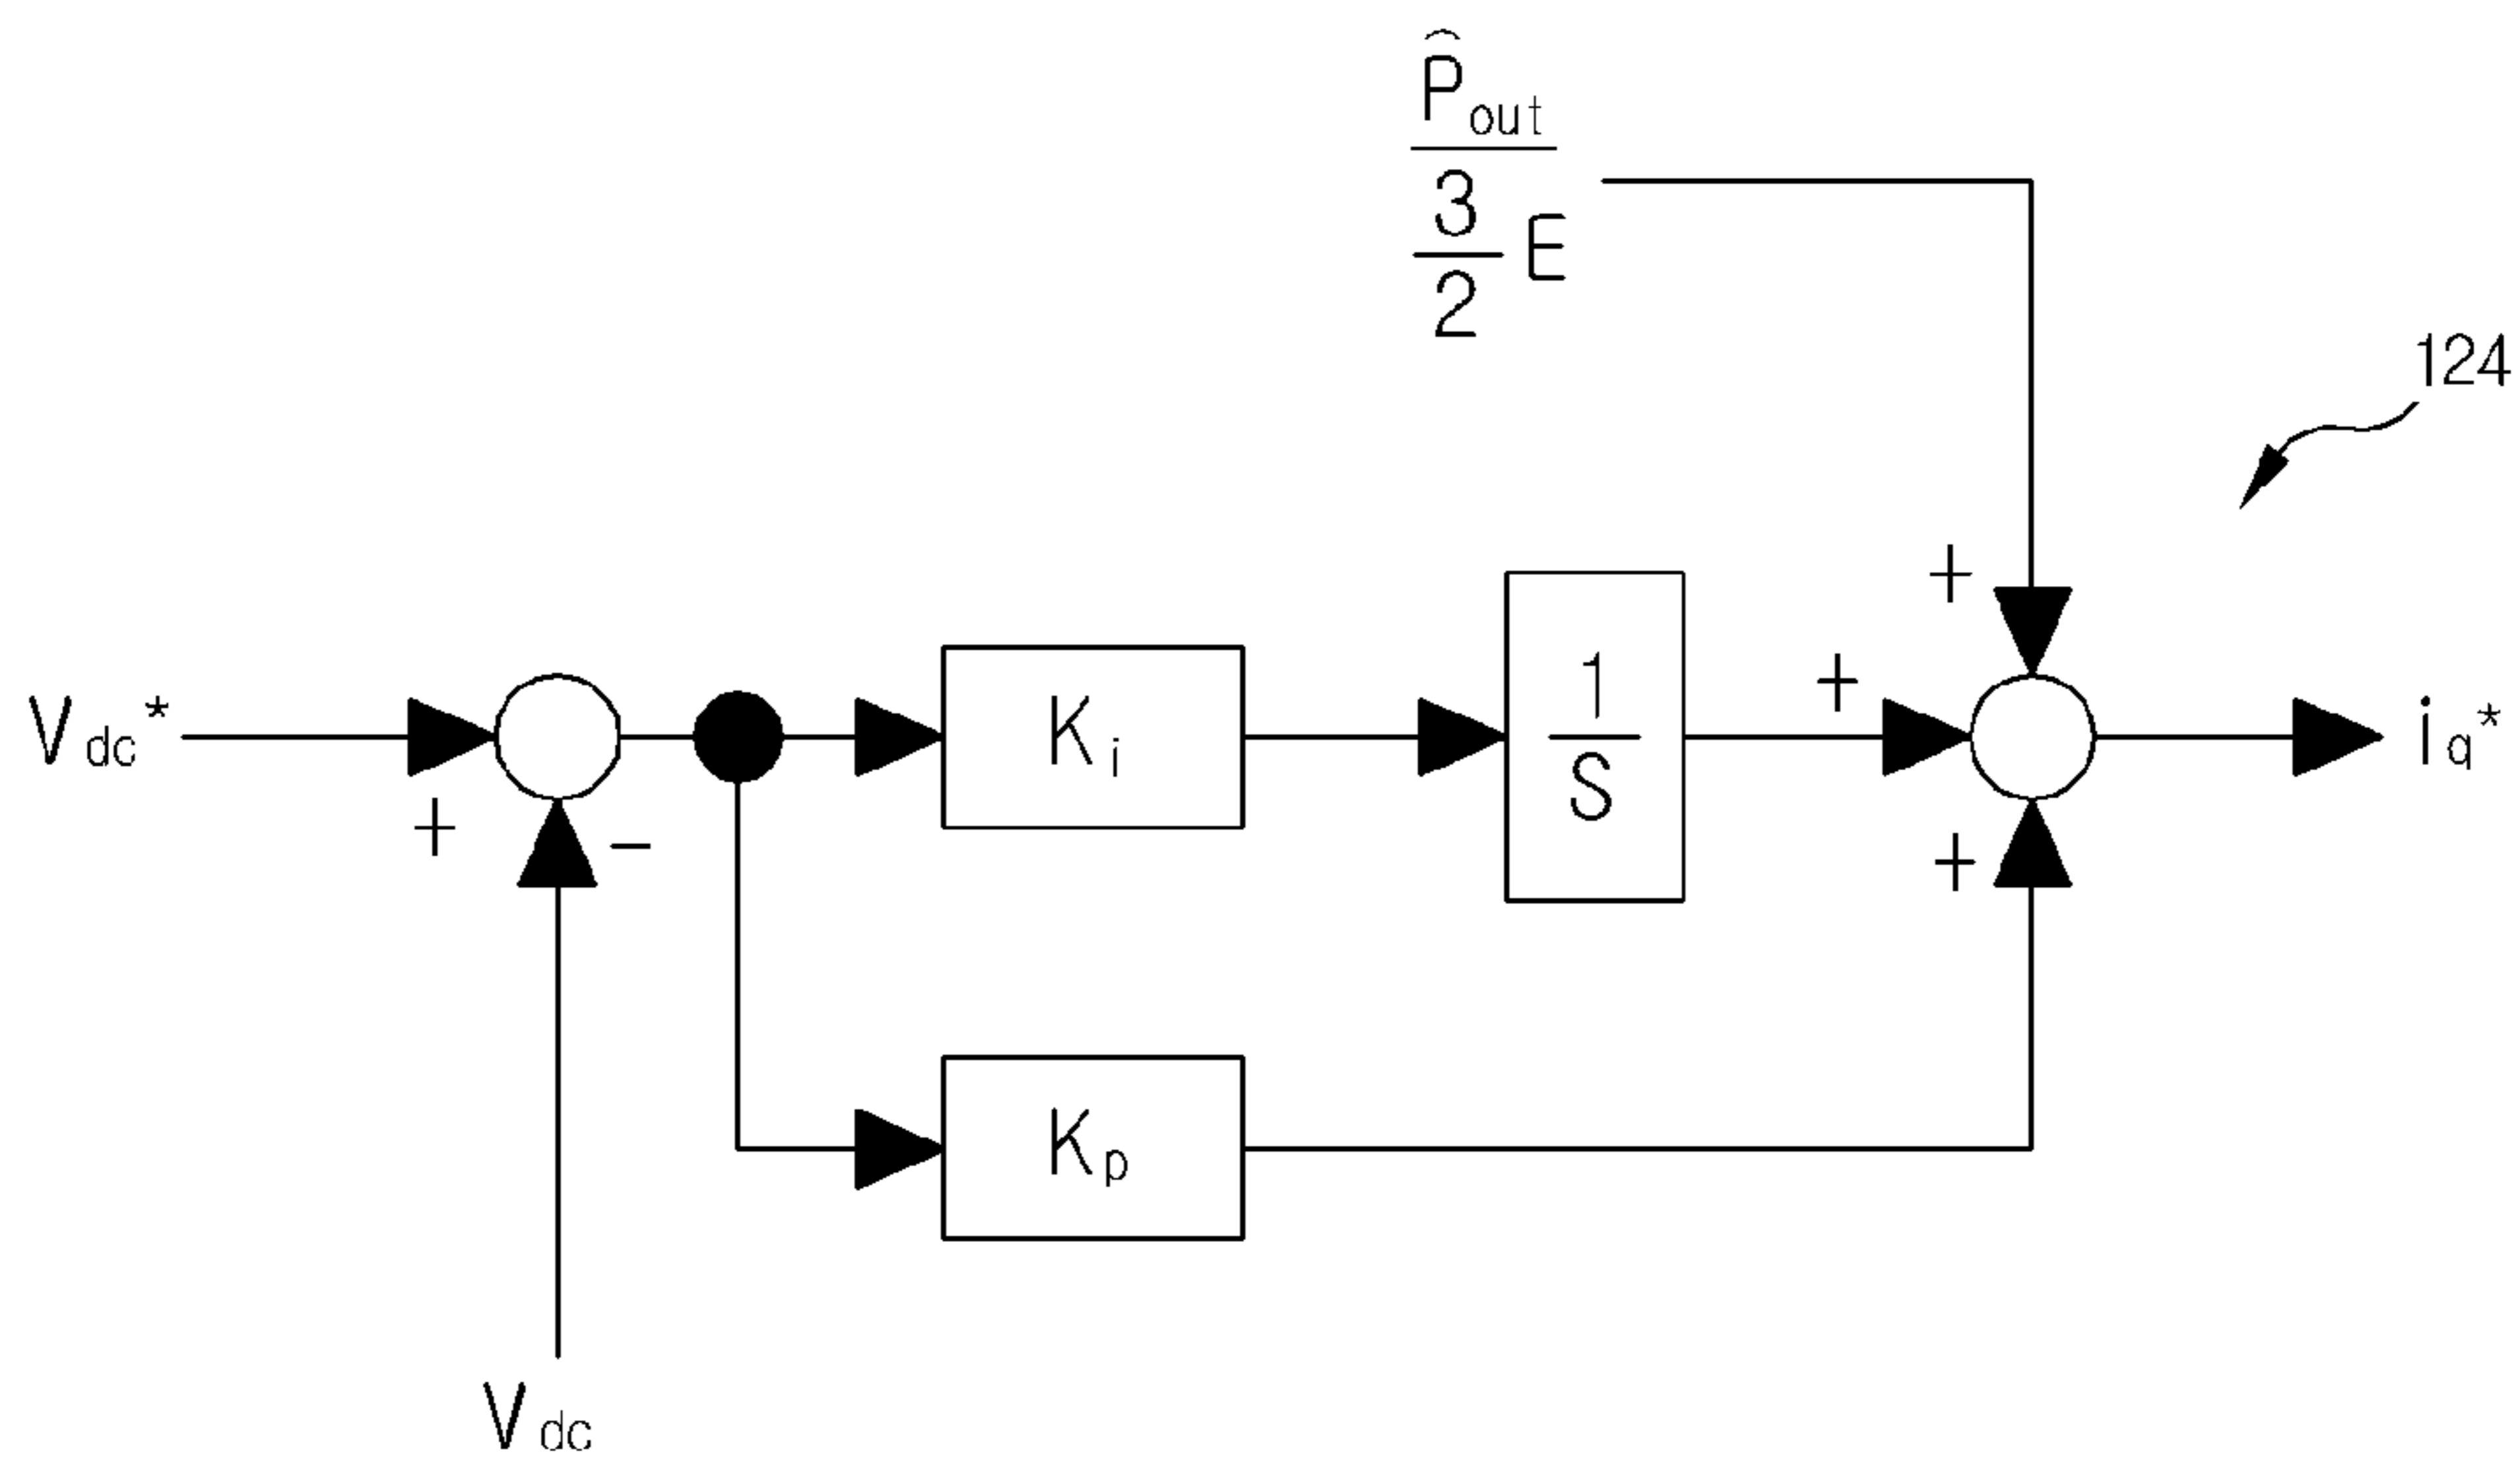 P̂out
3
2
E
124
+
Vdc*
+
-
Ki
1
S
+
iq*
+
Kp
Vdc